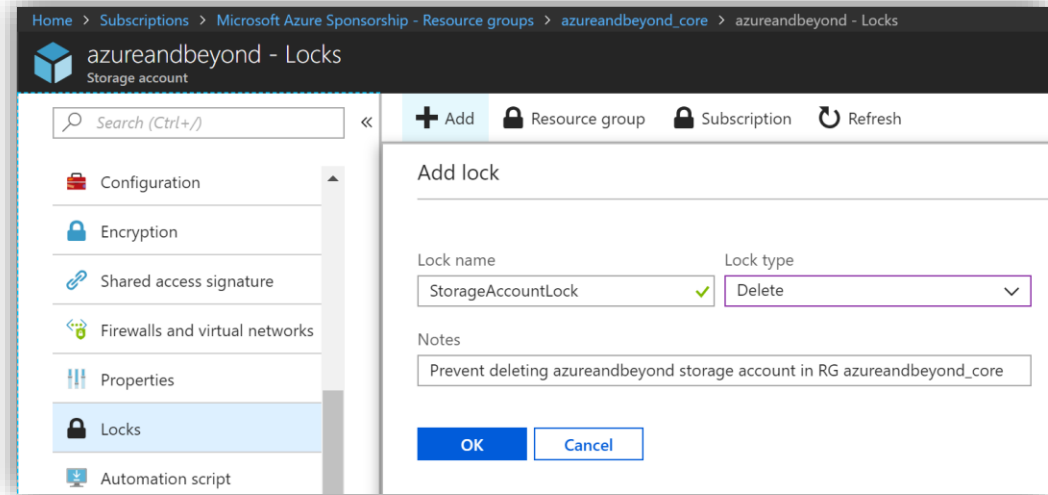 Home > Subscriptions > Microsoft Azure Sponsorship - Resource groups > azureandbeyond_core > azureandbeyond - Locks
azureandbeyond - Locks
Storage account
Search (Ctrl+/)
«
Configuration
Encryption
Shared access signature
Firewalls and virtual networks
Properties
Locks
Automation script
Add Resource group Subscription Refresh
Add lock
Lock name Lock type
StorageAccountLock Delete
Notes
Prevent deleting azureandbeyond storage account in RG azureandbeyond_core
OK Cancel